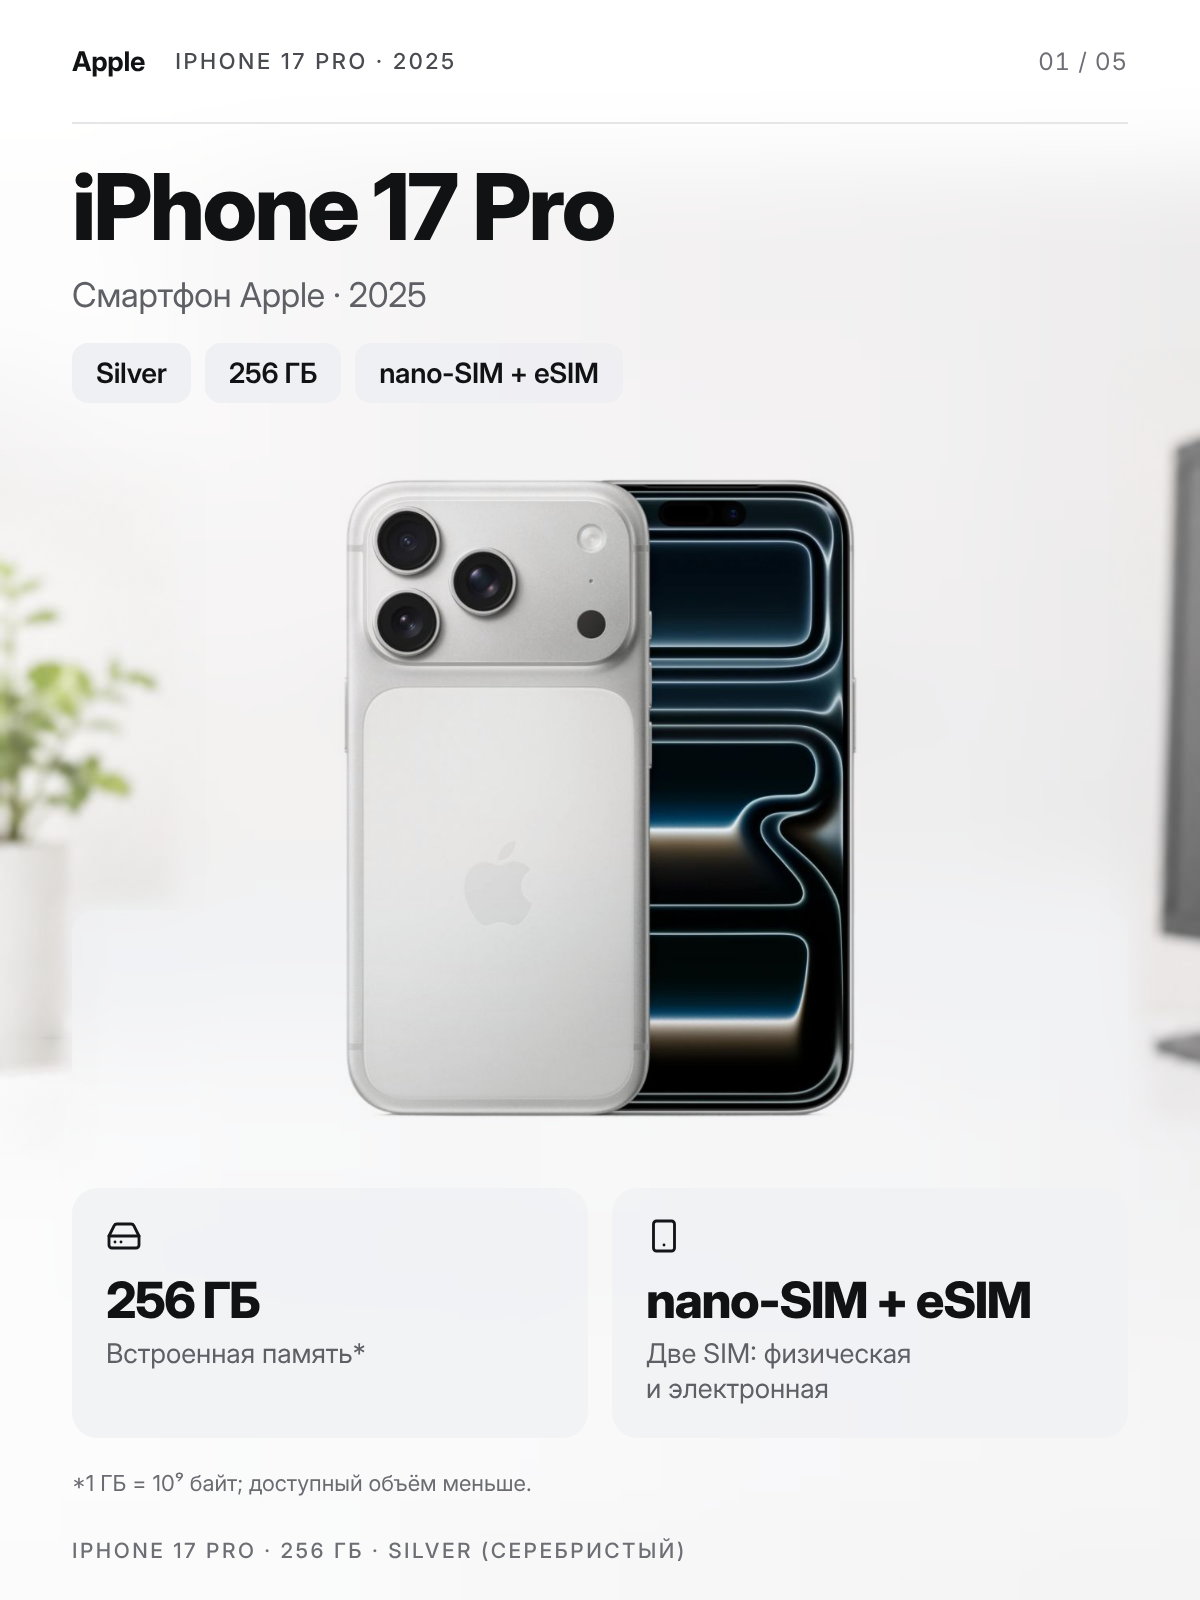 Apple IPHONE 17 PRO · 2025 01 / 05
iPhone 17 Pro
Смартфон Apple · 2025
Silver 256 ГБ nano-SIM + eSIM
256 ГБ nano-SIM + eSIM
Встроенная память* Две SIM: физическая
и электронная
*1 ГБ = 10⁹ байт; доступный объём меньше.
IPHONE 17 PRO · 256 ГБ · SILVER (СЕРЕБРИСТЫЙ)